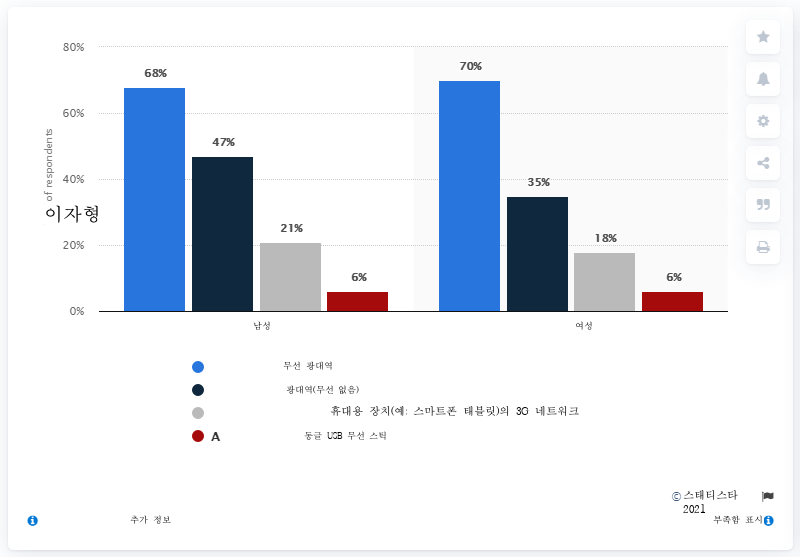 80%
68%
70%
60%
47%
of respondents
40%
35%
이자형
21%
20%
18%
6%
6%
0%
남성
여성
무선 광대역
광대역(무선 없음)
휴대용 장치(예: 스마트폰 태블릿)의 3G 네트워크
A 동글 USB 무선 스틱
© 스태티스타
2021
추가 정보
부족함 표시